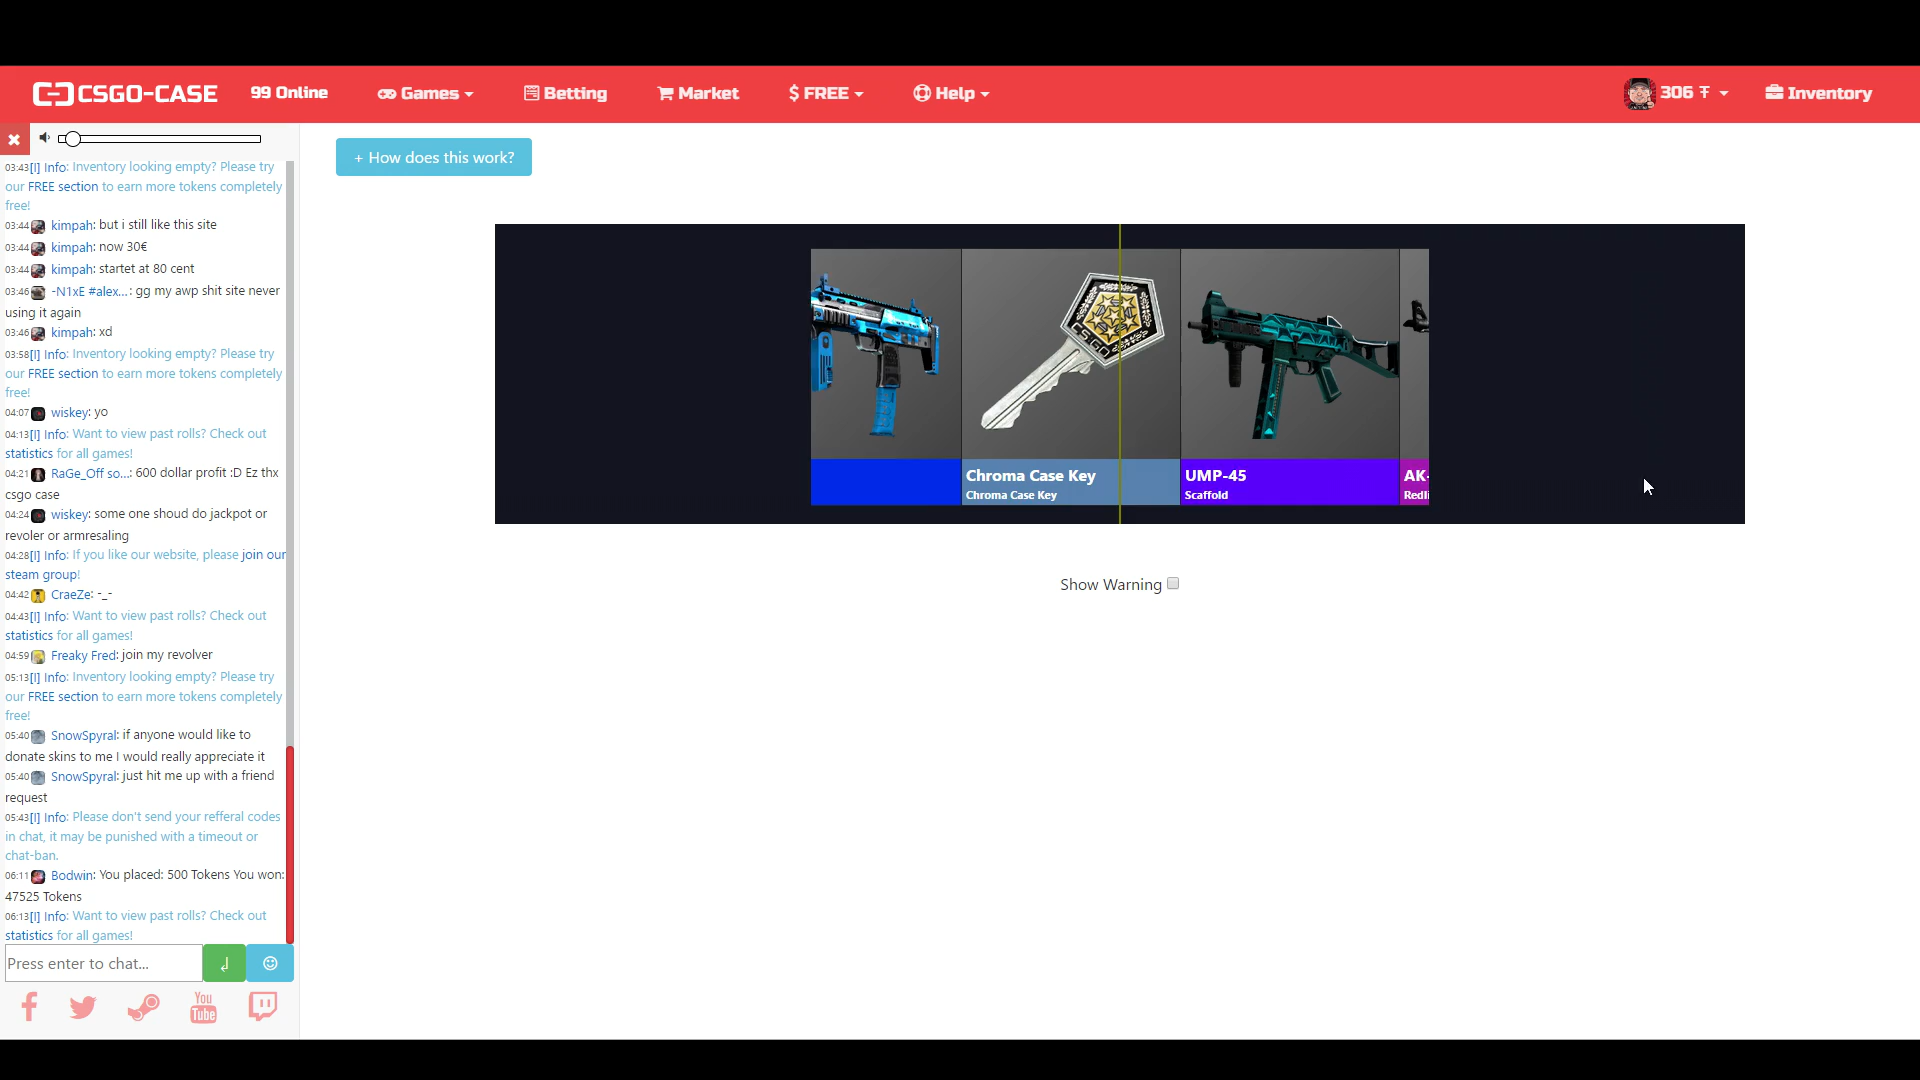 CSGO-CASE
99 Online
Games
Betting
Market
$ FREE
Help
306 Ŧ
Inventory
+ How does this work?
03:43[I] Info: Inventory looking empty? Please try
our FREE section to earn more tokens completely
free!
03:44 kimpah: but i still like this site
03:44 kimpah: now 30€
03:44 kimpah: startet at 80 cent
03:46 -N1xE #alex...: gg my awp shit site never
using it again
03:46 kimpah: xd
03:58[I] Info: Inventory looking empty? Please try
our FREE section to earn more tokens completely
free!
04:07 wiskey: yo
04:13[I] Info: Want to view past rolls? Check out
statistics for all games!
04:21 RaGe_Off so...: 600 dollar profit :D Ez thx
csgo case
04:24 wiskey: some one shoud do jackpot or
revoler or armresaling
04:28[I] Info: If you like our website, please join our
steam group!
04:42 CraeZe: -_-
04:43[I] Info: Want to view past rolls? Check out
statistics for all games!
04:59 Freaky Fred: join my revolver
05:13[I] Info: Inventory looking empty? Please try
our FREE section to earn more tokens completely
free!
05:40 SnowSpyral: if anyone would like to
donate skins to me I would really appreciate it
05:40 SnowSpyral: just hit me up with a friend
request
05:43[I] Info: Please don't send your refferal codes
in chat, it may be punished with a timeout or
chat-ban.
06:11 Bodwin: You placed: 500 Tokens You won:
47525 Tokens
06:13[I] Info: Want to view past rolls? Check out
statistics for all games!
Press enter to chat...
You
Tube
CS:GO
Chroma Case Key
Chroma Case Key
UMP-45
Scaffold
AK-
Redli
Show Warning